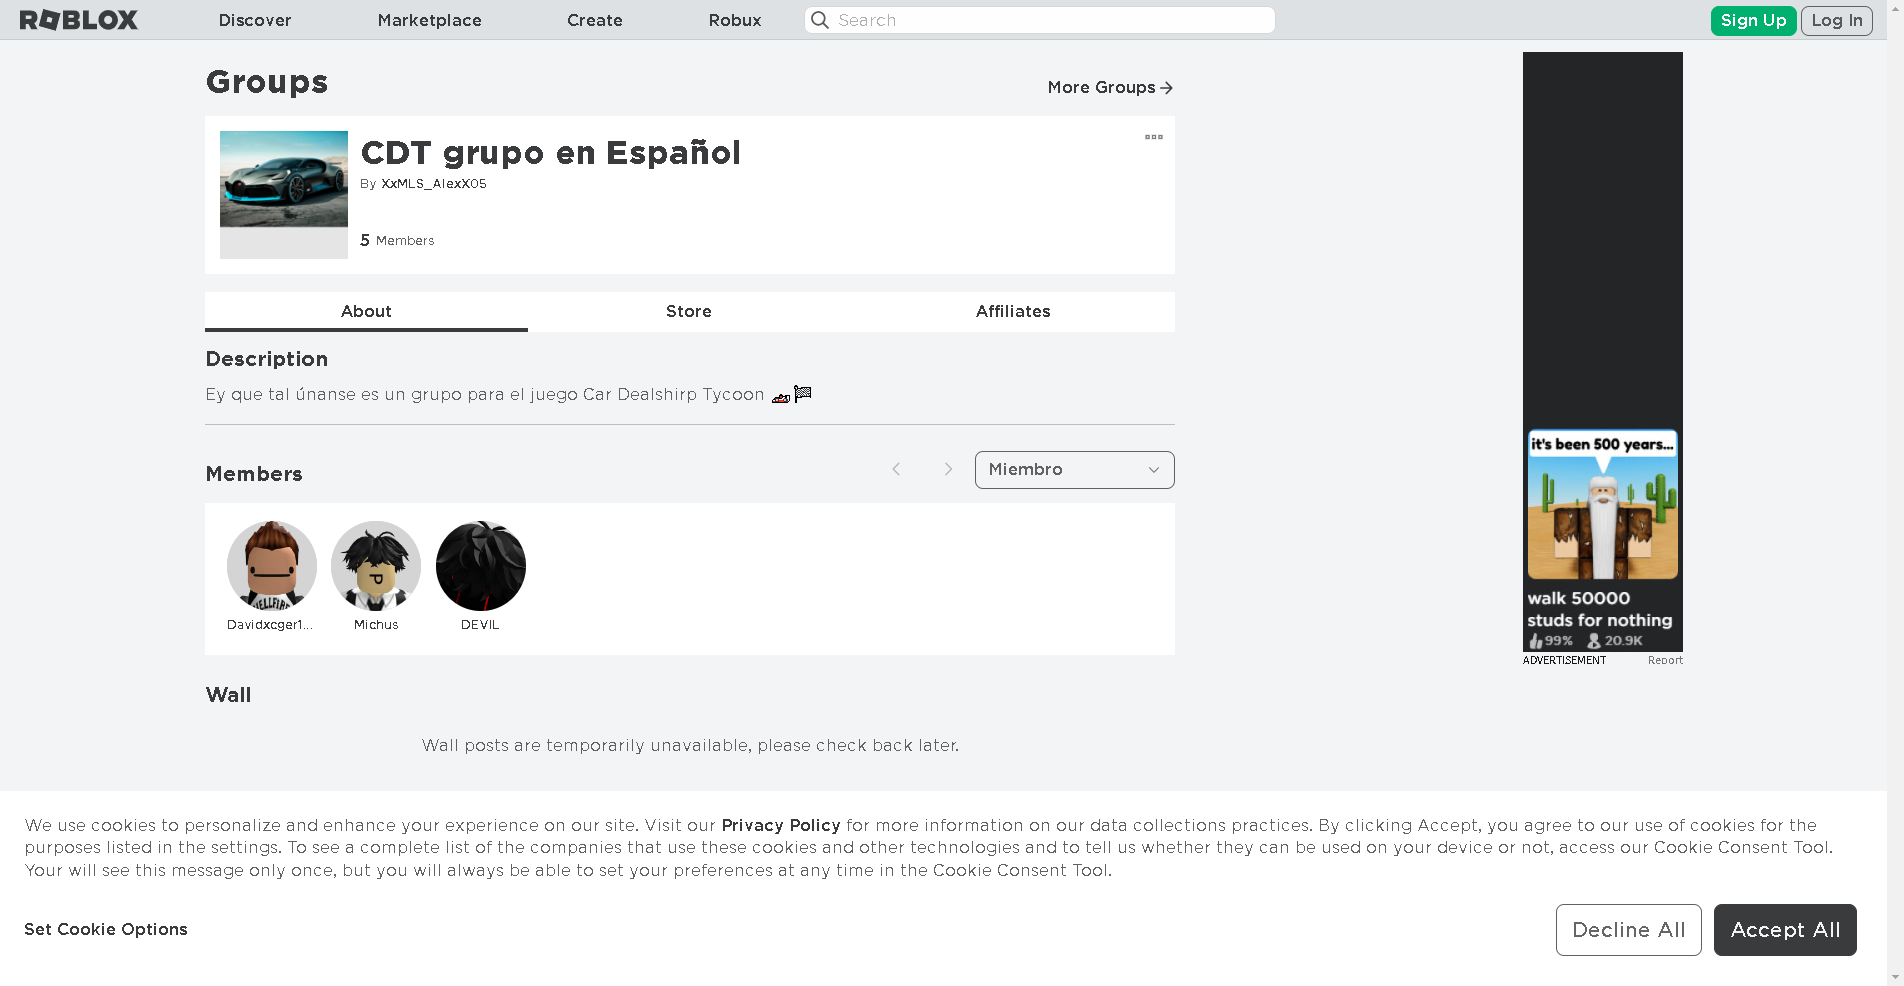 ROBLOX
Discover
Marketplace
Create
Robux
Search
Sign Up
Log In
Groups
More Groups
CDT grupo en Español
By XxMLS_AlexX05
5 Members
About
Store
Affiliates
Description
Ey que tal únanse es un grupo para el juego Car Dealshirp Tycoon
Members
Miembro
HELLFIRE
Davidxcger1...
Michus
DEVIL
Wall
Wall posts are temporarily unavailable, please check back later.
it's been 500 years...
walk 50000
studs for nothing
99% 20.9K
ADVERTISEMENT
Report
We use cookies to personalize and enhance your experience on our site. Visit our Privacy Policy for more information on our data collections practices. By clicking Accept, you agree to our use of cookies for the
purposes listed in the settings. To see a complete list of the companies that use these cookies and other technologies and to tell us whether they can be used on your device or not, access our Cookie Consent Tool.
Your will see this message only once, but you will always be able to set your preferences at any time in the Cookie Consent Tool.
Set Cookie Options
Decline All
Accept All